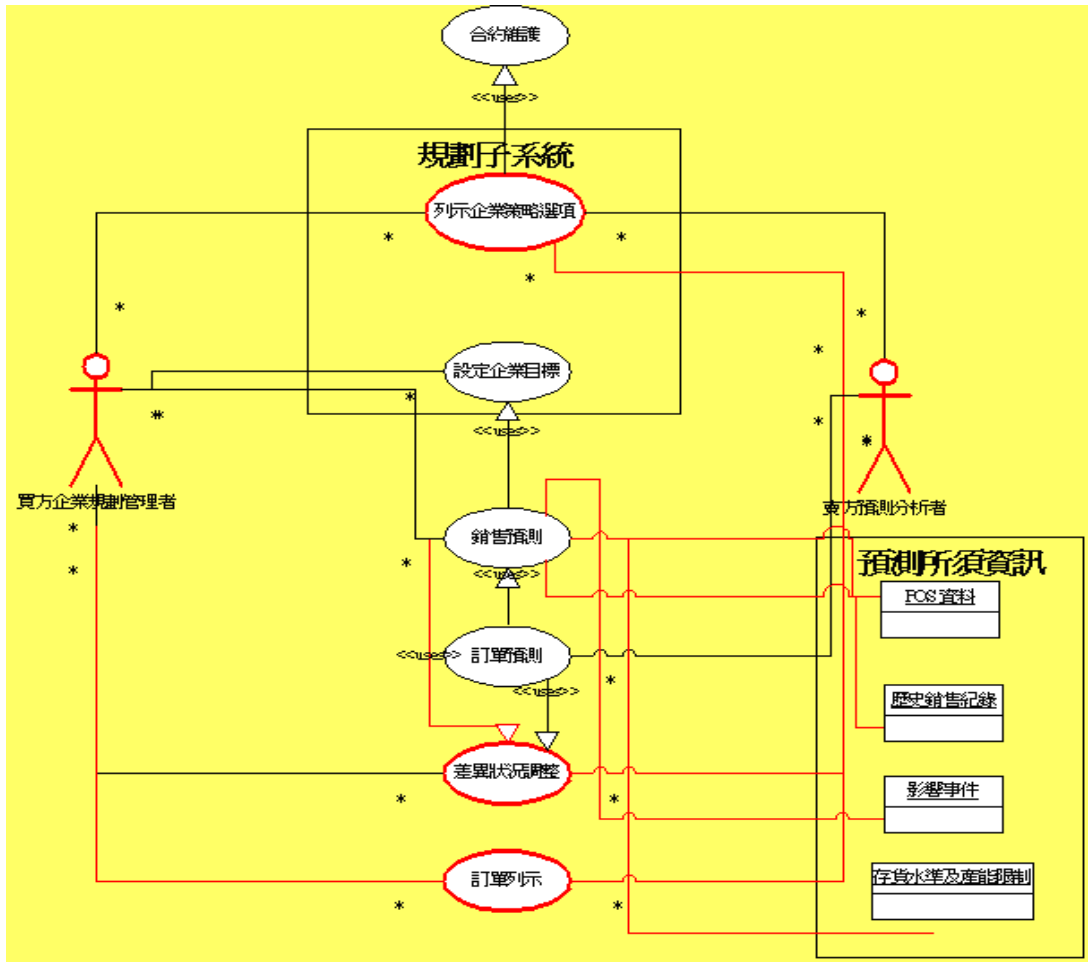 合約維護
<<uses>>
規劃子系統
列示企業策略選項
*
*
*
*
*
*
設定企業目標
*
**
<<uses>>
*
*
買方企業規劃管理者
賣方預測分析者
*
*
銷售預測
*
<<uses>>
預測所須資訊
POS 資料
<<uses>>
訂單預測
*
<<uses>>
歷史銷售紀錄
差異狀況調整
*
*
影響事件
訂單列示
*
*
存貨水準及產能限制